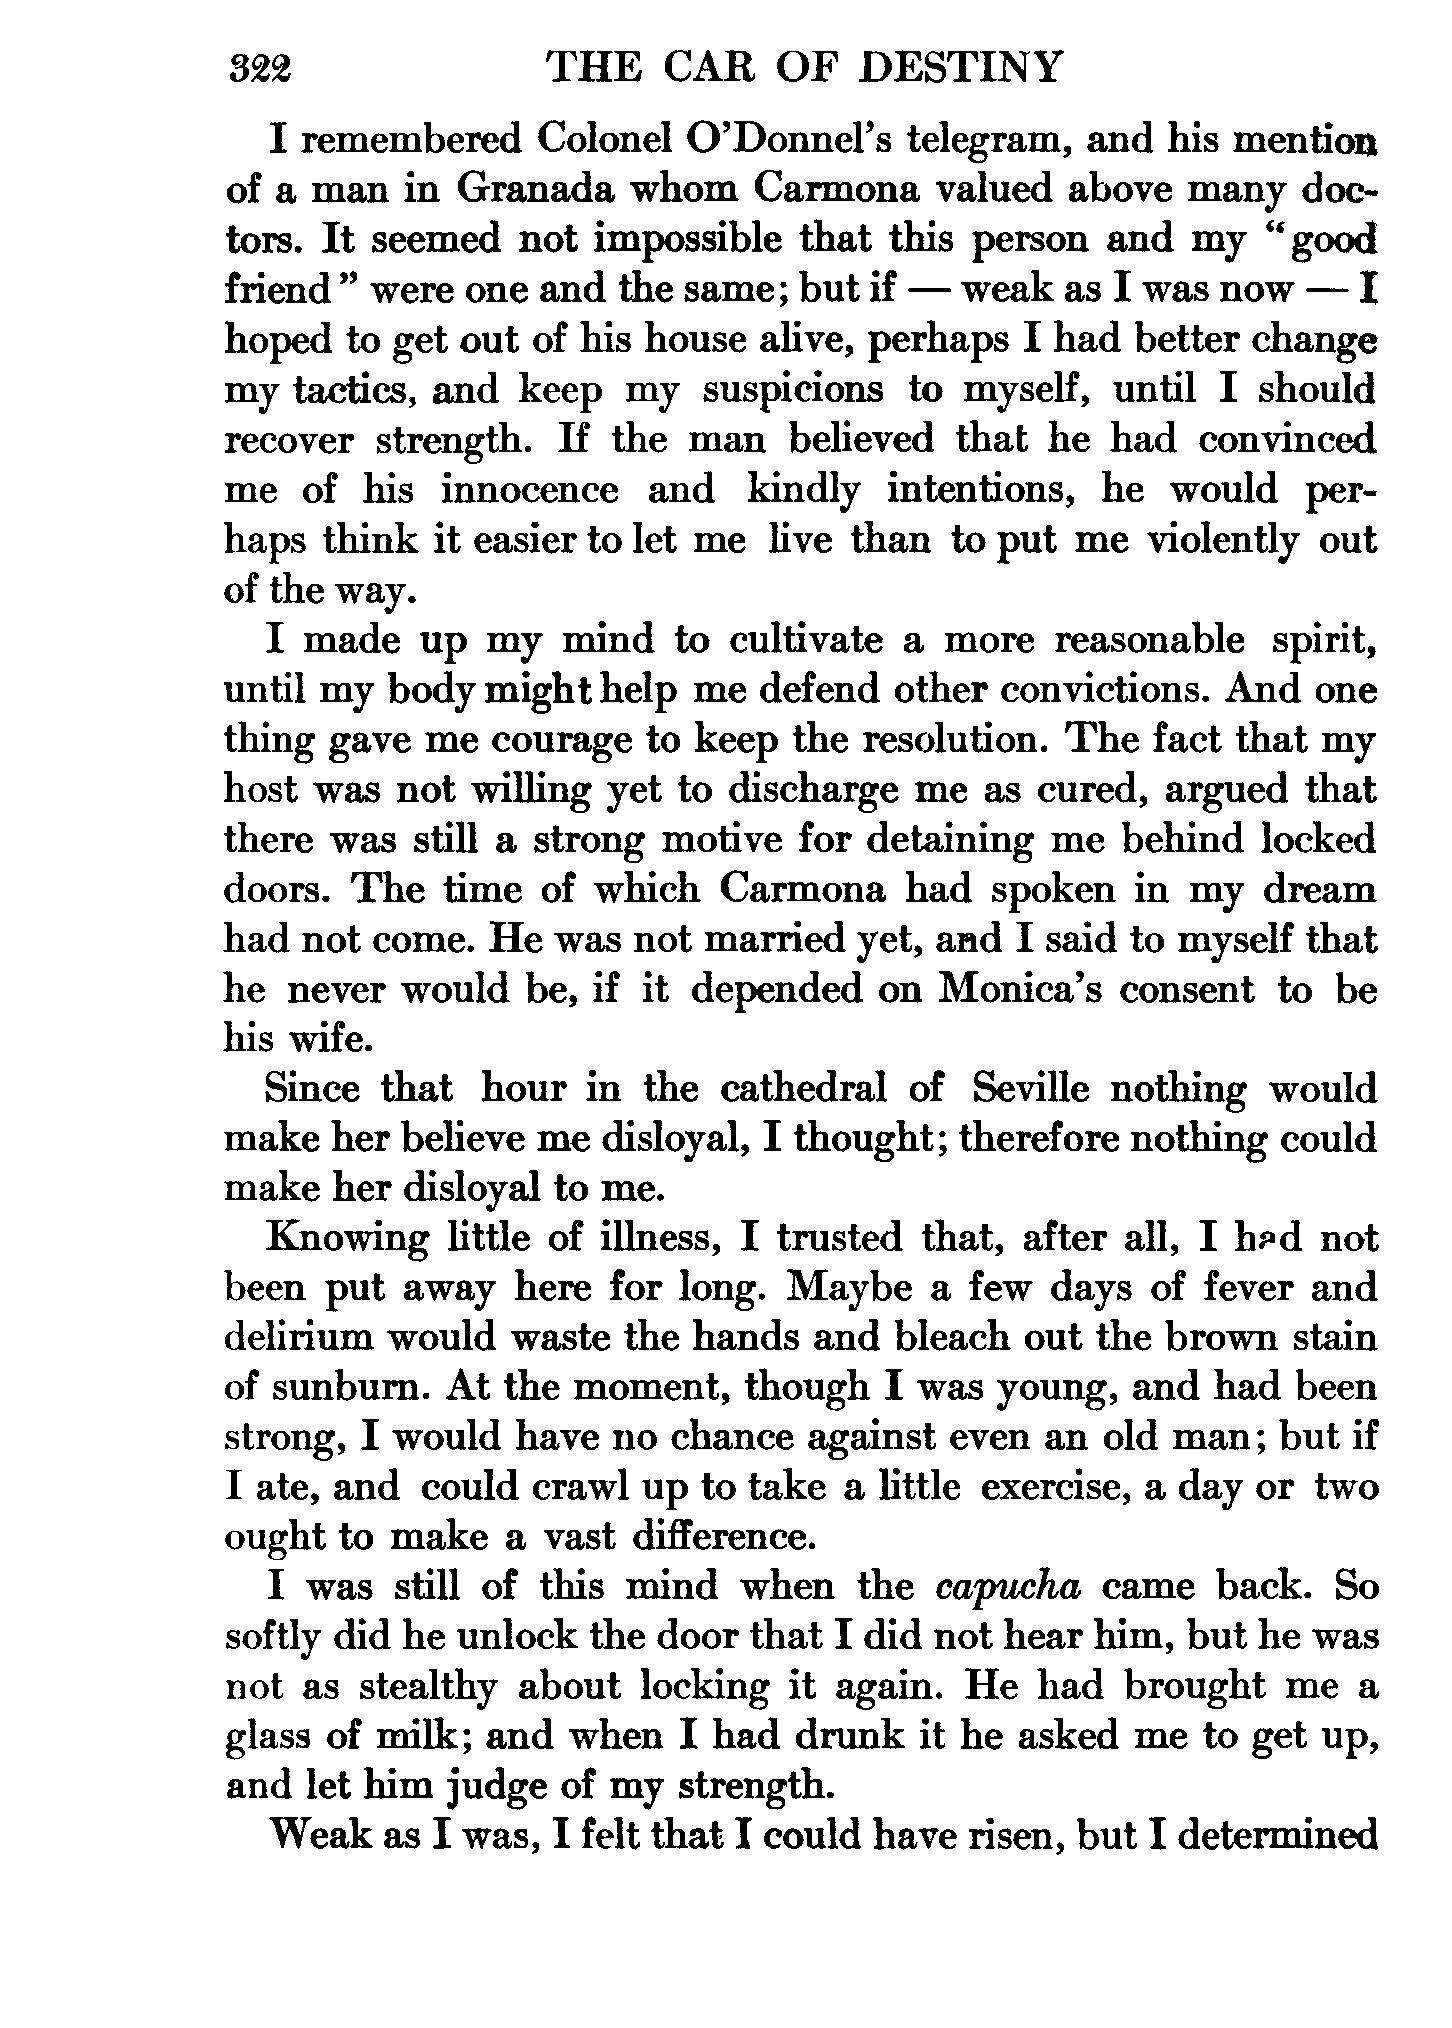 322 THE CAR OF DESTINY
I remembered Colonel O'Donnel's telegram, and his mention
of a man in Granada whom Carmona valued above many doc-
tors. It seemed not impossible that this person and my "good
friend" were one and the same; but if — weak as I was now — I
hoped to get out of his house alive, perhaps I had better change
my tactics, and keep my suspicions to myself, until I should
recover strength. If the man believed that he had convinced
me of his innocence and kindly intentions, he would per-
haps think it easier to let me live than to put me violently out
of the way.
I made up my mind to cultivate a more reasonable spirit,
until my body might help me defend other convictions. And one
thing gave me courage to keep the resolution. The fact that my
host was not willing yet to discharge me as cured, argued that
there was still a strong motive for detaining me behind locked
doors. The time of which Carmona had spoken in my dream
had not come. He was not married yet, and I said to myself that
he never would be, if it depended on Monica's consent to be
his wife.
Since that hour in the cathedral of Seville nothing would
make her believe me disloyal, I thought; therefore nothing could
make her disloyal to me.
Knowing little of illness, I trusted that, after all, I had not
been put away here for long. Maybe a few days of fever and
delirium would waste the hands and bleach out the brown stain
of sunburn. At the moment, though I was young, and had been
strong, I would have no chance against even an old man; but if
I ate, and could crawl up to take a little exercise, a day or two
ought to make a vast difference.
I was still of this mind when the capucha came back. So
softly did he unlock the door that I did not hear him, but he was
not as stealthy about locking it again. He had brought me a
glass of milk; and when I had drunk it he asked me to get up,
and let him judge of my strength.
Weak as I was, I felt that I could have risen, but I determined